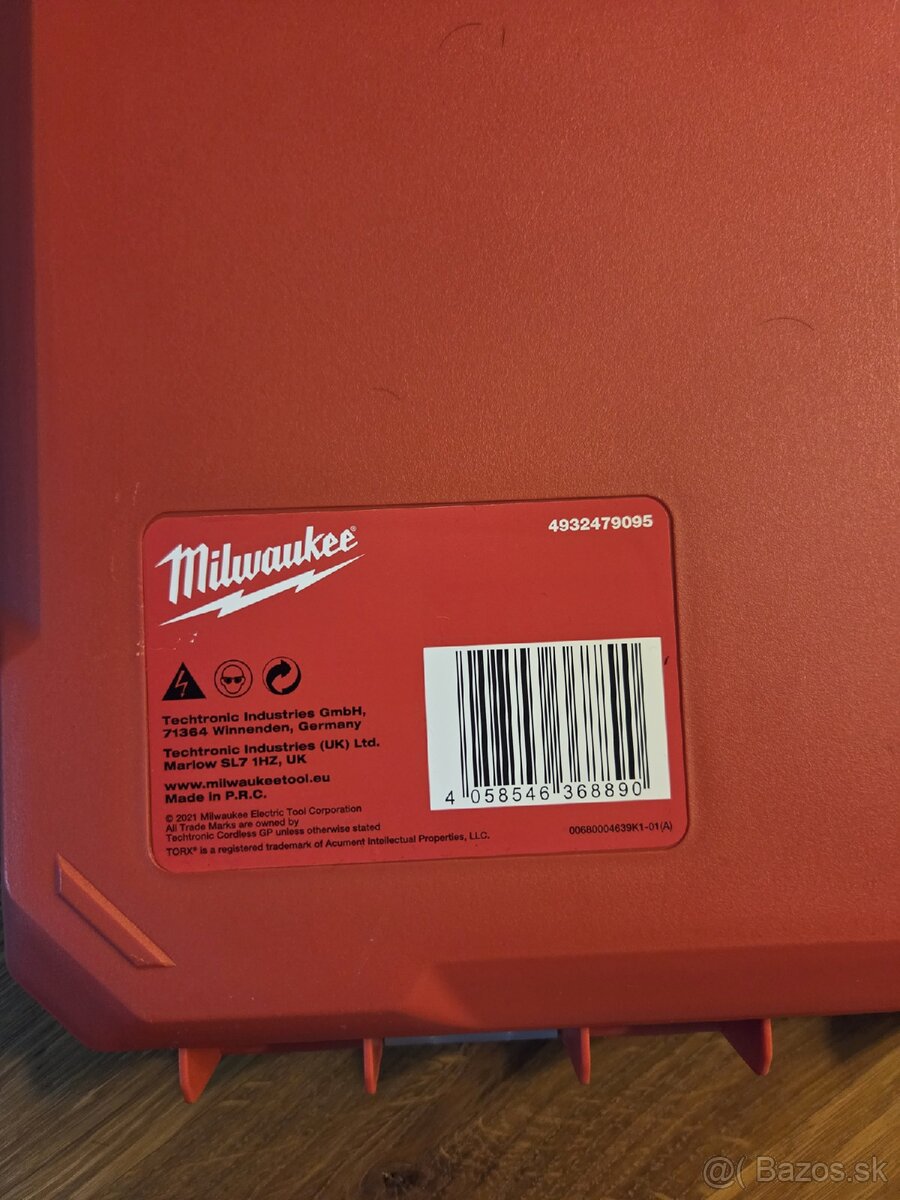 4932479095
Milwaukee®
Techtronic Industries GmbH,
71364 Winnenden, Germany
Techtronic Industries (UK) Ltd.
Marlow SL7 1HZ, UK
www.milwaukeetool.eu
Made in P.R.C.
© 2021 Milwaukee Electric Tool Corporation
All Trade Marks are owned by
Techtronic Cordless GP unless otherwise stated
TORX® is a registered trademark of Acument Intellectual Properties, LLC.
4 058546 368890
00680004639K1-01(A)
@( Bazos.sk